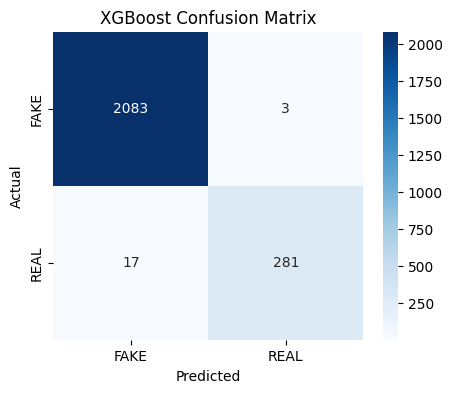 XGBoost Confusion Matrix
Actual
FAKE
2083
3
REAL
17
281
FAKE
REAL
Predicted
2000
1750
1500
1250
1000
750
500
250